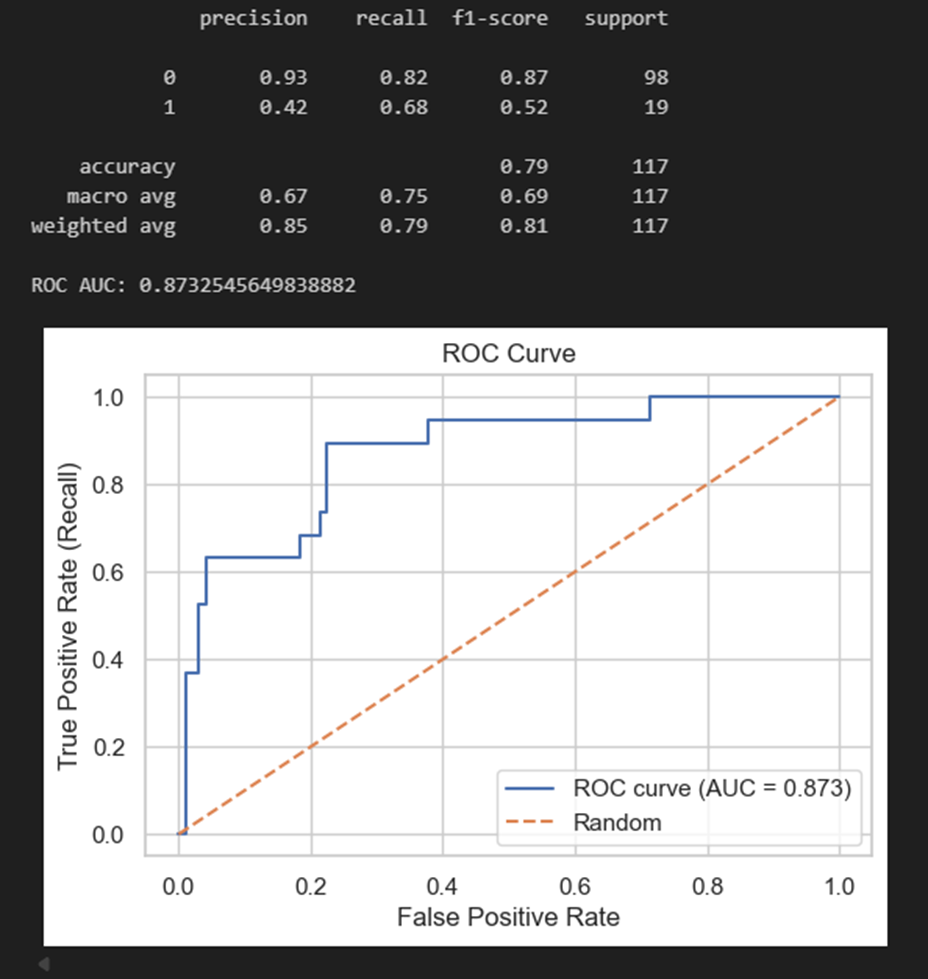 precision recall f1-score support
0 0.93 0.82 0.87 98
1 0.42 0.68 0.52 19
accuracy 0.79 117
macro avg 0.67 0.75 0.69 117
weighted avg 0.85 0.79 0.81 117
ROC AUC: 0.8732545649838882
ROC Curve
True Positive Rate (Recall)
1.0
0.8
0.6
0.4
0.2
0.0
ROC curve (AUC = 0.873)
Random
0.0 0.2 0.4 0.6 0.8 1.0
False Positive Rate